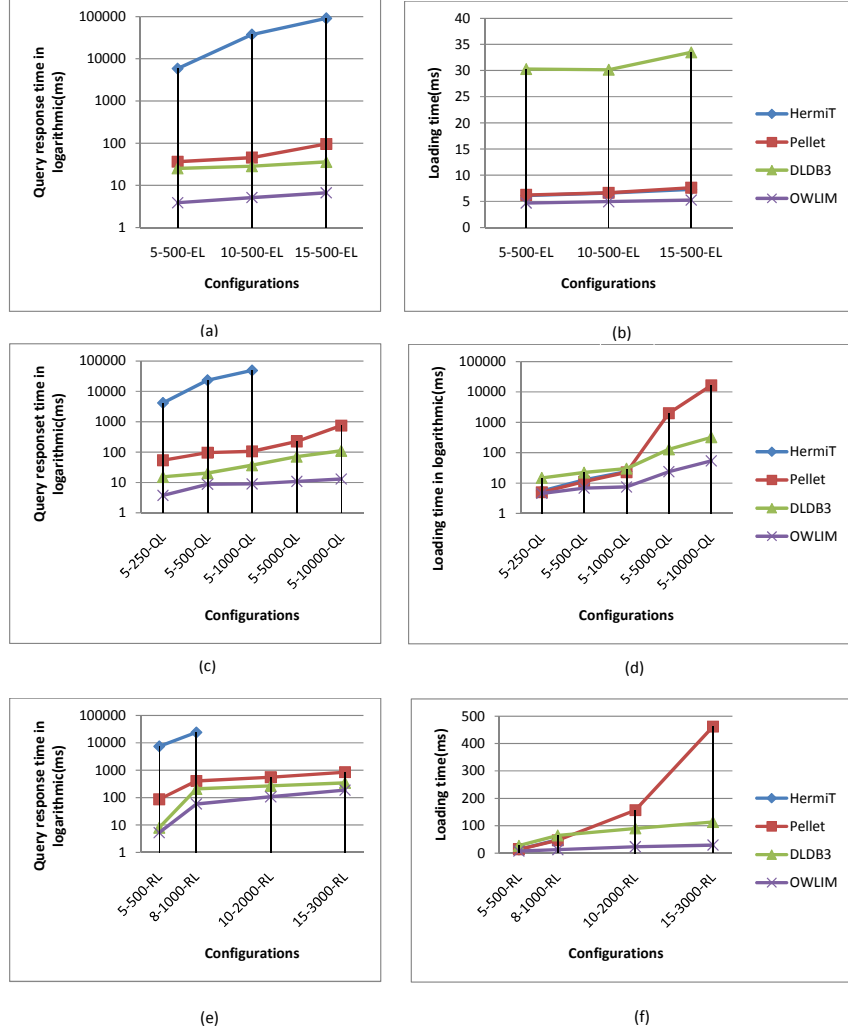 Query response time in
logarithmic(ms)
100000
10000
1000
100
10
1
5-500-EL 10-500-EL 15-500-EL
Configurations
(a)
Loading time(ms)
40
35
30
25
20
15
10
5
0
5-500-EL 10-500-EL 15-500-EL
Configurations
HermiT
Pellet
DLDB3
OWLIM
(b)
Query responset time in
logarithmic(ms)
100000
10000
1000
100
10
1
5-250-QL 5-500-QL 5-1000-QL 5-5000-QL 5-10000-QL
Configurations
(c)
Loading time in logarithmic(ms)
100000
10000
1000
100
10
1
5-250-QL 5-500-QL 5-1000-QL 5-5000-QL 5-10000-QL
Configurations
HermiT
Pellet
DLDB3
OWLIM
(d)
Query response time in
logarithmic(ms)
100000
10000
1000
100
10
1
5-500-RL 8-1000-RL 10-2000-RL 15-3000-RL
Configurations
(e)
Loading time(ms)
500
400
300
200
100
0
5-500-RL 8-1000-RL 10-2000-RL 15-3000-RL
Configurations
HermiT
Pellet
DLDB3
OWLIM
(f)